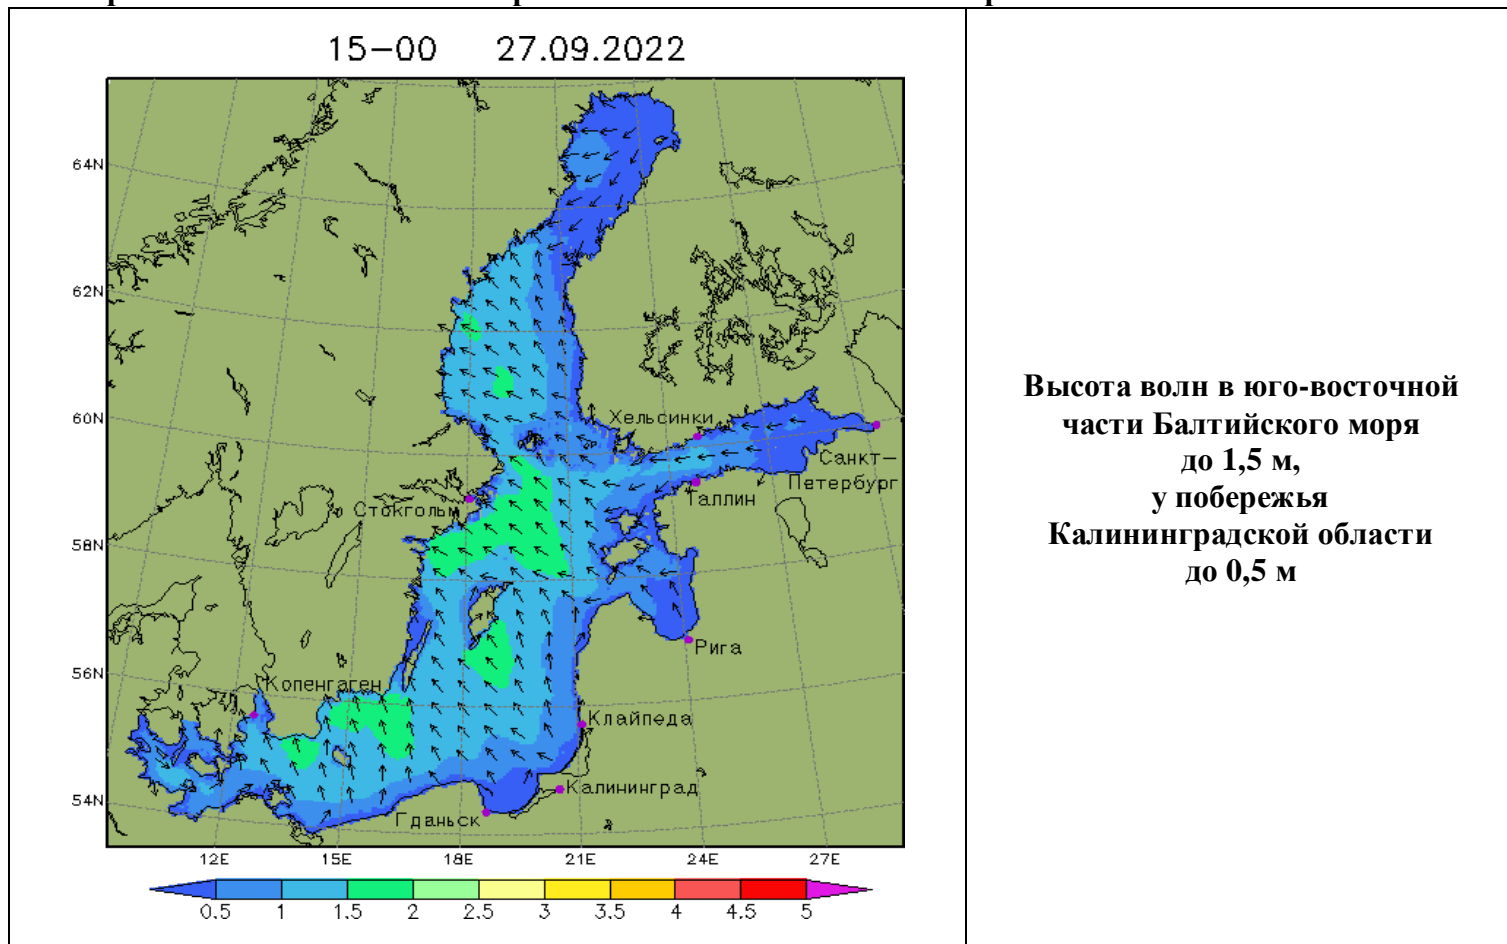 15-00 27.09.2022
64N
62N
60N
58N
56N
54N
Хельсинки
Санкт-
Петербург
Таллин
Стокгольм
Рига
Копенгаген
Клайпеда
Калининград
Гданьск
12E 15E 18E 21E 24E 27E
0.5 1 1.5 2 2.5 3 3.5 4 4.5 5
Высота волн в юго-восточной
части Балтийского моря
до 1,5 м,
у побережья
Калининградской области
до 0,5 м